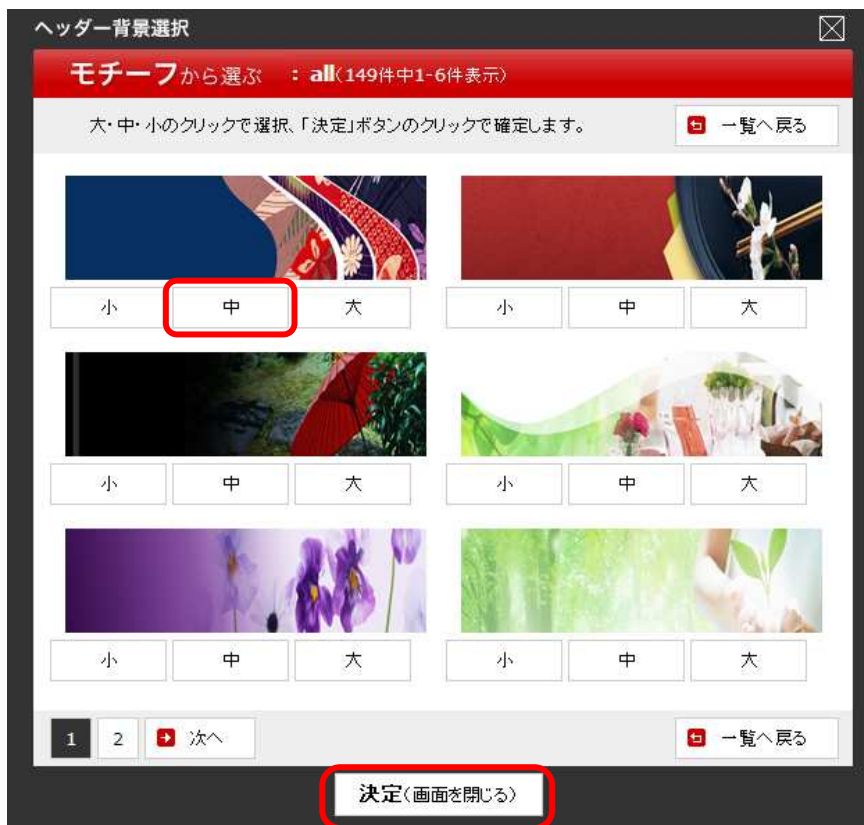 ヘッダー背景選択
モチーフから選ぶ : all(149件中1-6件表示)
大・中・小のクリックで選択、「決定」ボタンのクリックで確定します。 一覧へ戻る
小 中 大 小 中 大
小 中 大 小 中 大
小 中 大 小 中 大
1 2 次へ 一覧へ戻る
決定(画面を閉じる)